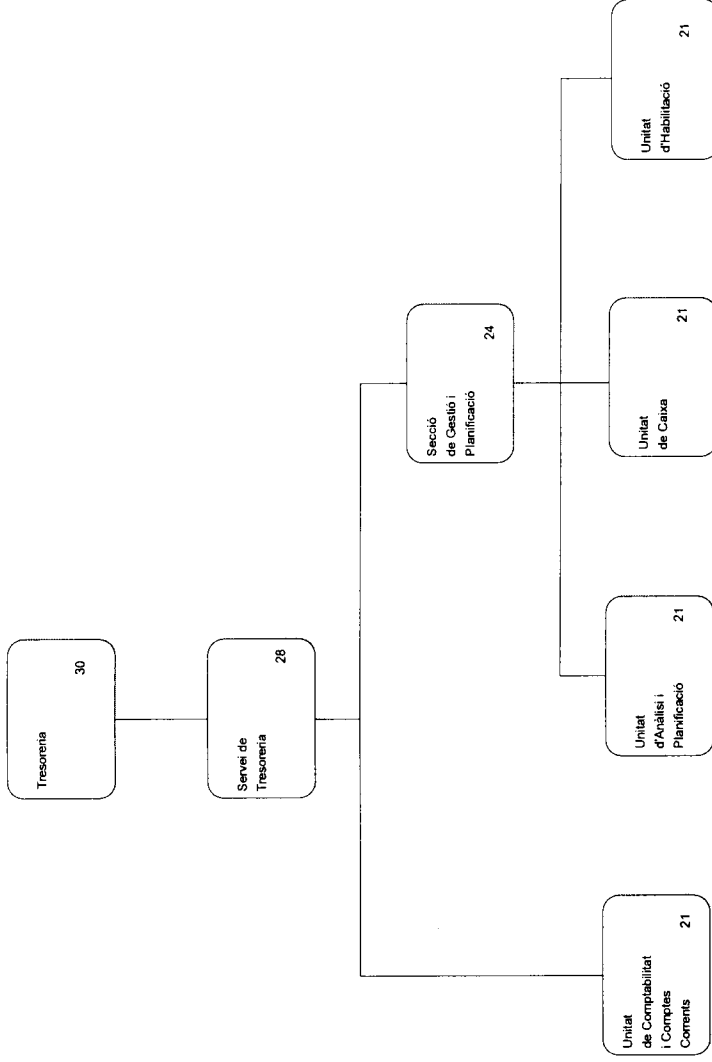 Tresoreria
30
Servei de
Tresoreria
28
Secció
de Gestió i
Planificació
24
Unitat
de Comptabilitat
i Comptes
Corrents
21
Unitat
d'Anàlisi i
Planificació
21
Unitat
de Caixa
21
Unitat
d'Habilitació
21